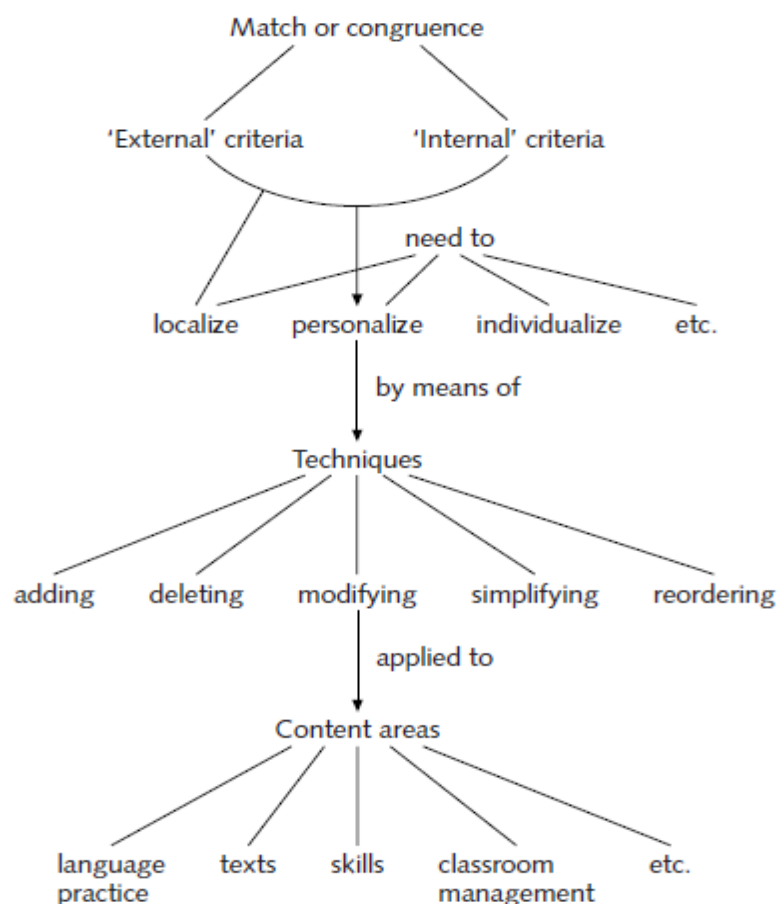 Match or congruence
‘External’ criteria ‘Internal’ criteria
need to
localize personalize individualize etc.
by means of
Techniques
adding deleting modifying simplifying reordering
applied to
Content areas
language texts skills classroom etc.
practice management